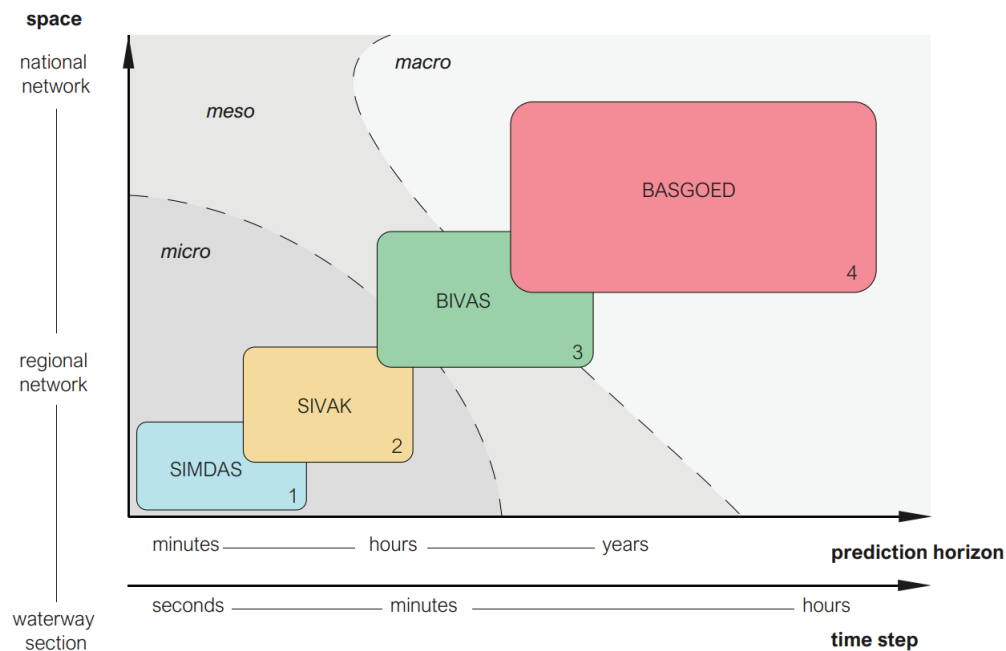 space
national
network
macro
meso
BASGOED
micro
4
BIVAS
3
regional
network
SIVAK
2
SIMDAS
1
minutes
hours
years
prediction horizon
seconds
minutes
hours
waterway
section
time step